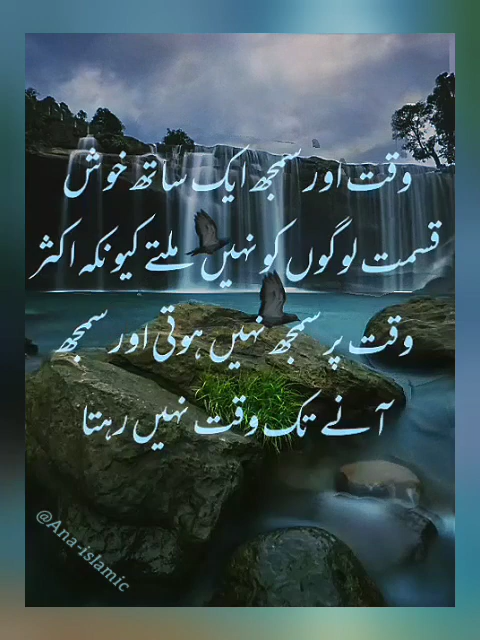 وقت اور سمجھ ایک ساتھ خوش
قسمت لوگوں کو نہیں ملتے کیونکہ اکثر
وقت پر سمجھ نہیں ہوتی اور سمجھ
آنے تک وقت نہیں رہتا
@Ana-islamic